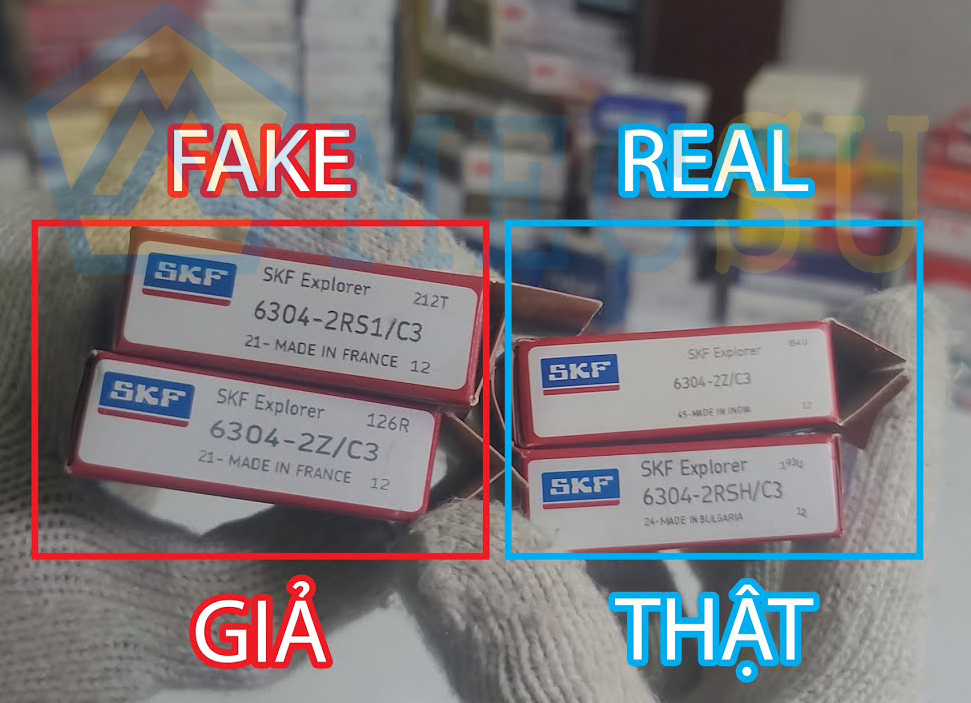 MECSU
FAKE
REAL
SKF
SKF Explorer
212T
6304-2RS1/C3
21- MADE IN FRANCE 12
SKF
SKF Explorer
126R
6304-2Z/C3
21- MADE IN FRANCE 12
SKF
SKF Explorer
6304-2Z/C3
45-MADE IN INDIA
12
SKF
SKF Explorer
193U
6304-2RSH/C3
24-MADE IN BULGARIA
12
GIẢ
THẬT